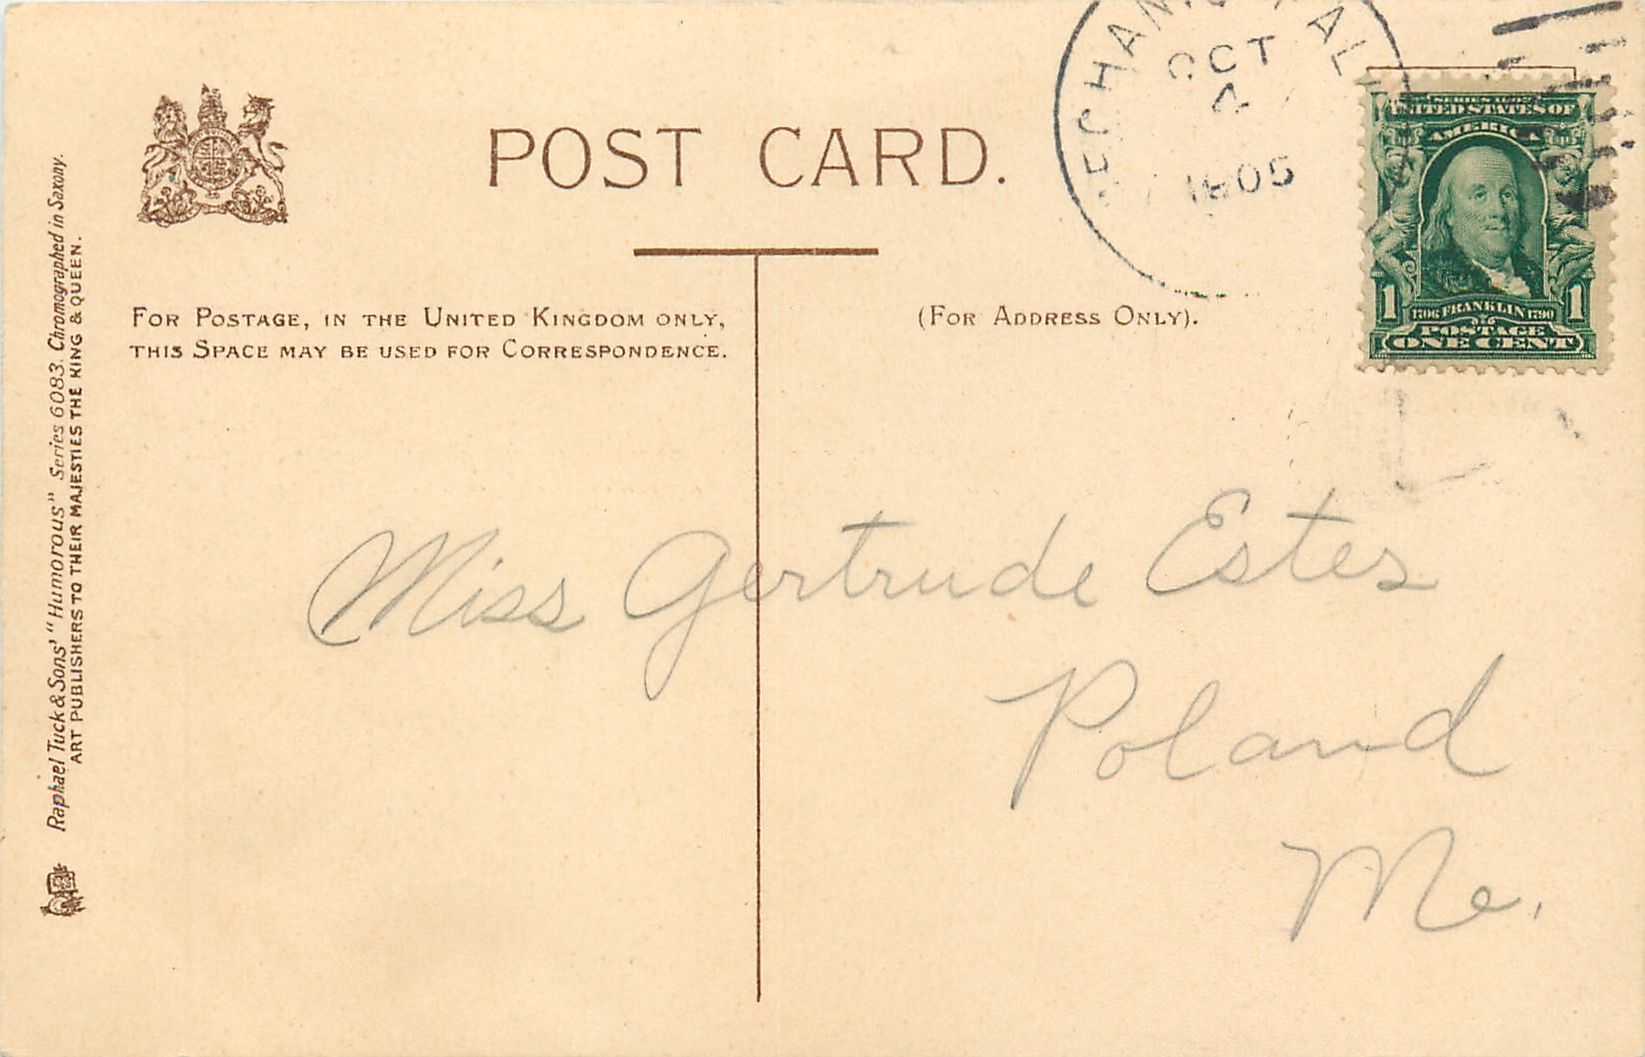 POST CARD.
FOR POSTAGE, IN THE UNITED KINGDOM ONLY,
THIS SPACE MAY BE USED FOR CORRESPONDENCE.
(FOR ADDRESS ONLY).
OCT
1905
SERIES 1902
UNITED STATES OF
AMERICA
1 1706 FRANKLIN 1790 1
POSTAGE
ONE CENT
Miss Gertrude Estes
Poland
Me.
Raphael Tuck & Sons' "Humorous" Series 6083. Chromographed in Saxony.
ART PUBLISHERS TO THEIR MAJESTIES THE KING & QUEEN.